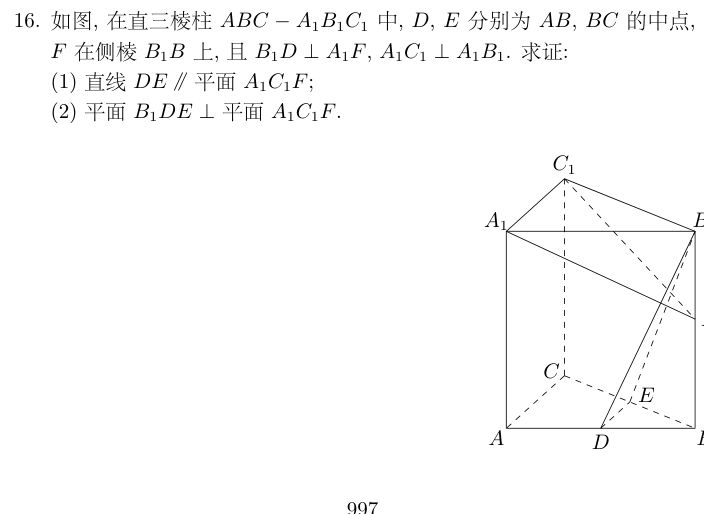 16. 如图, 在直三棱柱 ABC − A₁B₁C₁ 中, D, E 分别为 AB, BC 的中点,
F 在侧棱 B₁B 上, 且 B₁D ⊥ A₁F, A₁C₁ ⊥ A₁B₁. 求证:
(1) 直线 DE ∥ 平面 A₁C₁F;
(2) 平面 B₁DE ⊥ 平面 A₁C₁F.
C₁
A₁
C
E
A
D
997